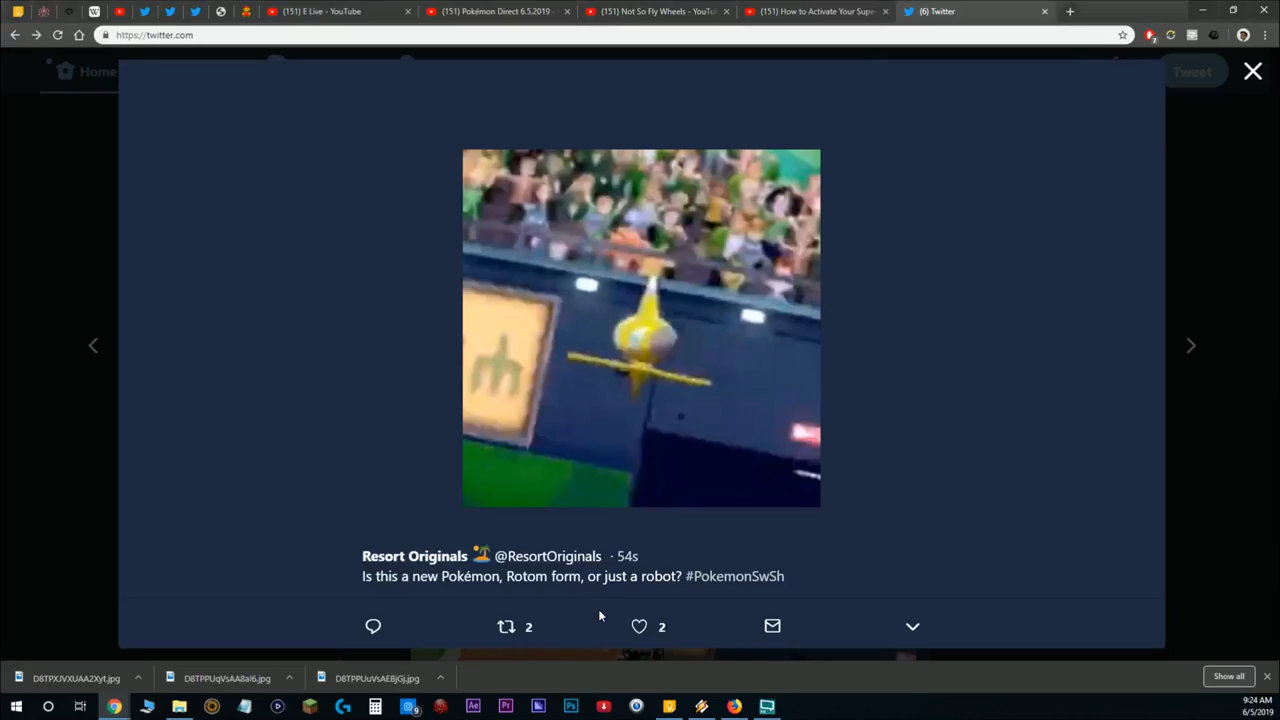 (151) E Live - YouTube
(151) Pokémon Direct 6.5.2019 -
(151) Not So Fly Wheels - YouTu
(151) How to Activate Your Supe
(6) Twitter
https://twitter.com
Home
Tweet
Resort Originals @ResortOriginals · 54s
Is this a new Pokémon, Rotom form, or just a robot? #PokemonSwSh
2
2
D8TPXJVXUAA2Xyt.jpg
D8TPPUqVsAA8aI6.jpg
D8TPPUuVsAEBjGj.jpg
Show all
9:24 AM
6/5/2019